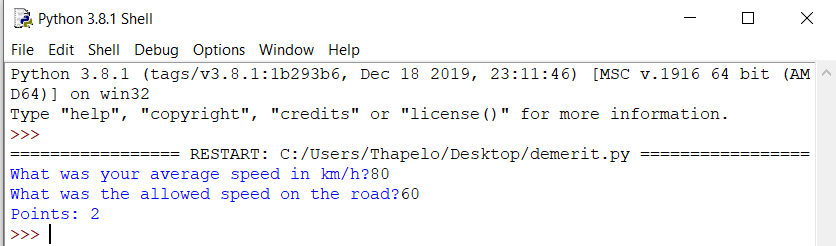 Python 3.8.1 Shell
File Edit Shell Debug Options Window Help
Python 3.8.1 (tags/v3.8.1:1b293b6, Dec 18 2019, 23:11:46) [MSC v.1916 64 bit (AM
D64)] on win32
Type "help", "copyright", "credits" or "license()" for more information.
>>>
================= RESTART: C:/Users/Thapelo/Desktop/demerit.py =================
What was your average speed in km/h?80
What was the allowed speed on the road?60
Points: 2
>>>